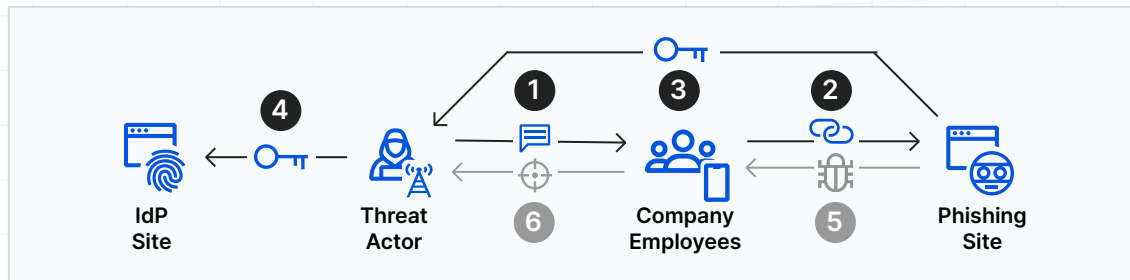 1
3
2
4
6
5
IdP
Site
Threat
Actor
Company
Employees
Phishing
Site